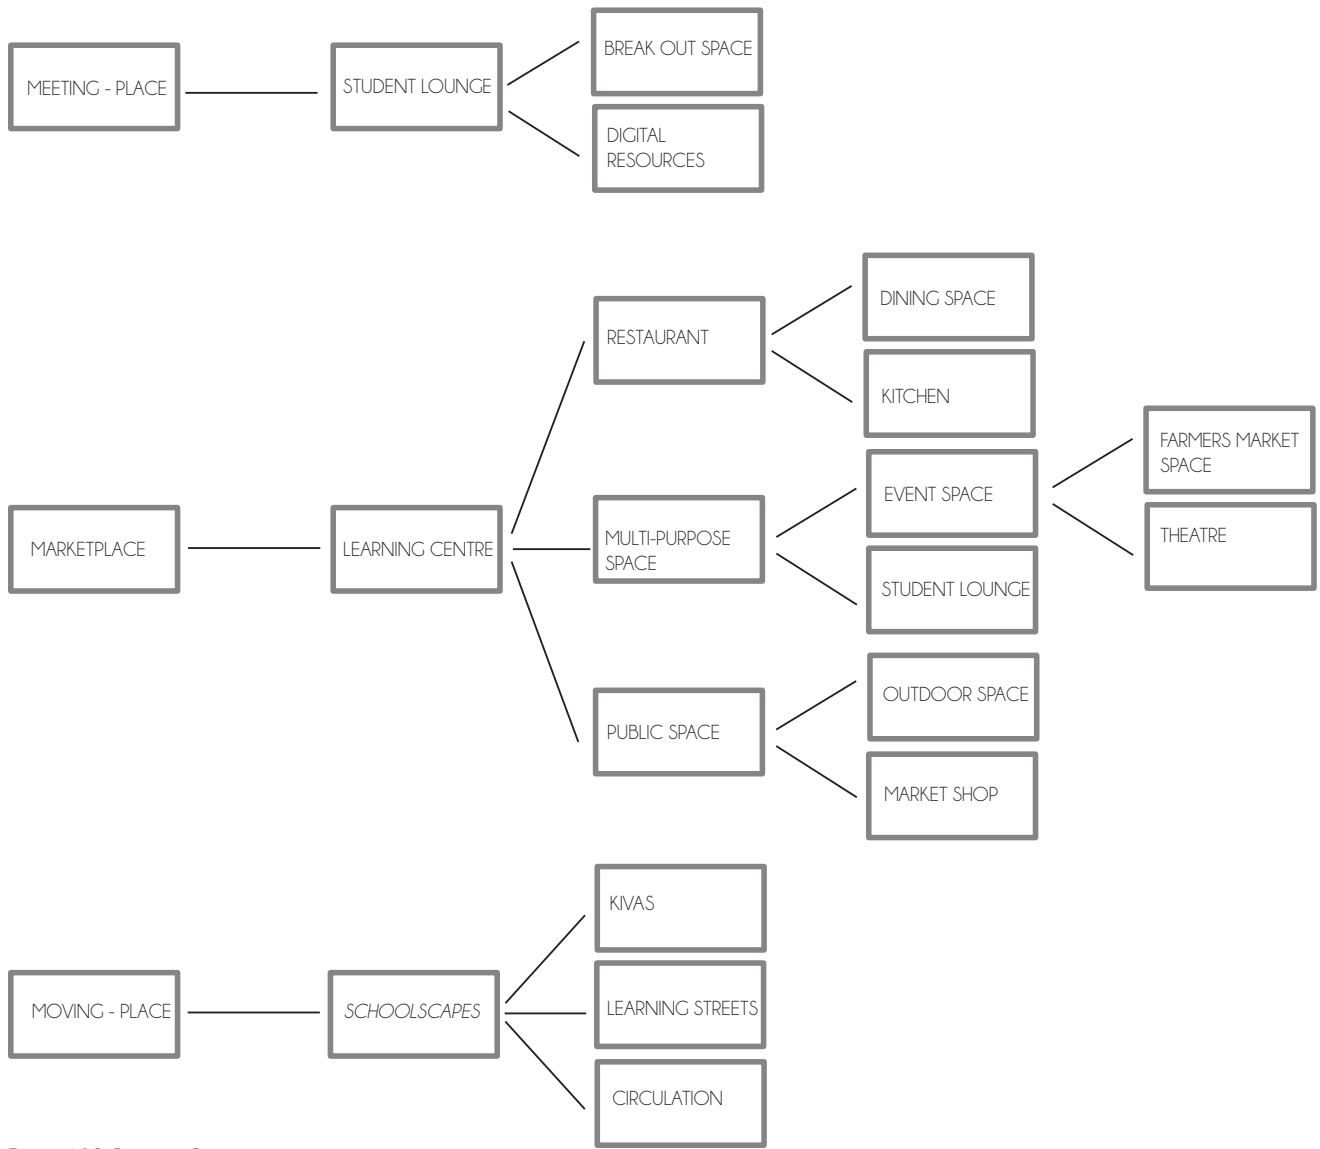 MEETING - PLACE
STUDENT LOUNGE
BREAK OUT SPACE
DIGITAL
RESOURCES
MARKETPLACE
LEARNING CENTRE
RESTAURANT
DINING SPACE
KITCHEN
MULTI-PURPOSE
SPACE
EVENT SPACE
FARMERS MARKET
SPACE
THEATRE
STUDENT LOUNGE
PUBLIC SPACE
OUTDOOR SPACE
MARKET SHOP
MOVING - PLACE
SCHOOLSCAPES
KIVAS
LEARNING STREETS
CIRCULATION